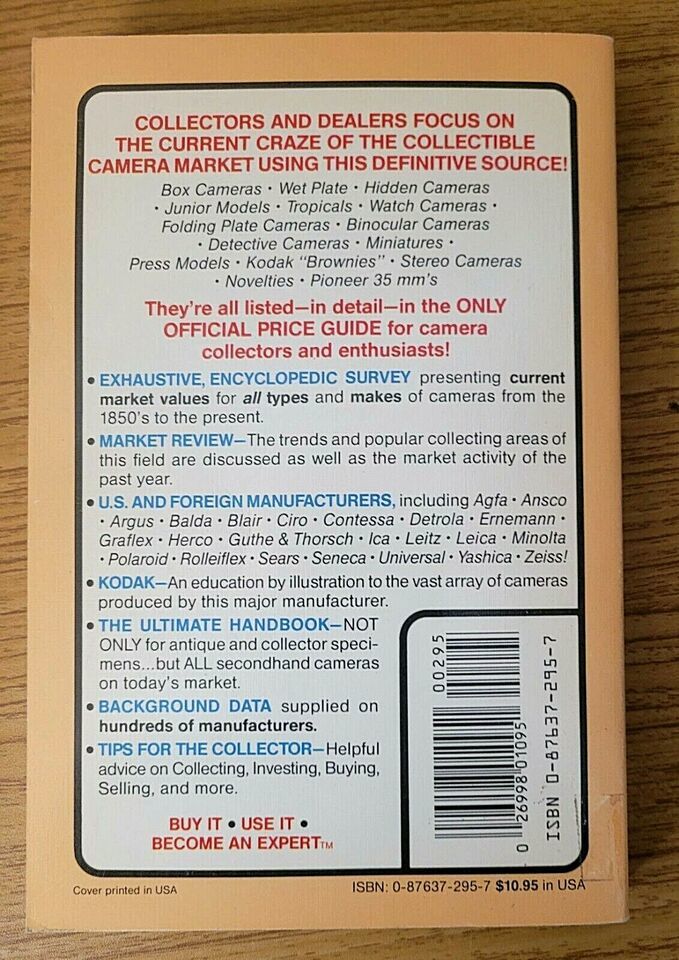 COLLECTORS AND DEALERS FOCUS ON
THE CURRENT CRAZE OF THE COLLECTIBLE
CAMERA MARKET USING THIS DEFINITIVE SOURCE!
Box Cameras • Wet Plate • Hidden Cameras
• Junior Models • Tropicals • Watch Cameras •
Folding Plate Cameras • Binocular Cameras
• Detective Cameras • Miniatures •
Press Models • Kodak "Brownies" • Stereo Cameras
• Novelties • Pioneer 35 mm's
They're all listed—in detail—in the ONLY
OFFICIAL PRICE GUIDE for camera
collectors and enthusiasts!
• EXHAUSTIVE, ENCYCLOPEDIC SURVEY presenting current
market values for all types and makes of cameras from the
1850's to the present.
• MARKET REVIEW—The trends and popular collecting areas of
this field are discussed as well as the market activity of the
past year.
• U.S. AND FOREIGN MANUFACTURERS, including Agfa • Ansco
• Argus • Balda • Blair • Ciro • Contessa • Detrola • Ernemann •
Graflex • Herco • Guthe & Thorsch • Ica • Leitz • Leica • Minolta
• Polaroid • Rolleiflex • Sears • Seneca • Universal • Yashica • Zeiss!
• KODAK—An education by illustration to the vast array of cameras
produced by this major manufacturer.
• THE ULTIMATE HANDBOOK—NOT
ONLY for antique and collector speci-
mens...but ALL secondhand cameras
on today's market.
• BACKGROUND DATA supplied on
hundreds of manufacturers.
• TIPS FOR THE COLLECTOR—Helpful
advice on Collecting, Investing, Buying,
Selling, and more.
BUY IT • USE IT •
BECOME AN EXPERT™
00295
0 26998 01095
ISBN 0-87637-295-7
Cover printed in USA
ISBN: 0-87637-295-7 $10.95 in USA